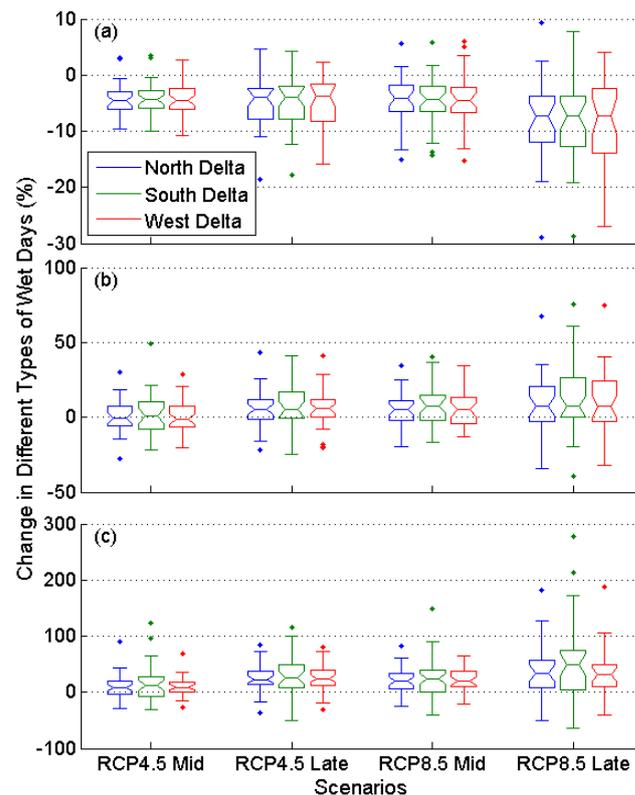 Change in Different Types of Wet Days (%)
(a)
10
0
-10
-20
-30
North Delta
South Delta
West Delta
(b)
100
50
0
-50
(c)
300
200
100
0
-100
RCP4.5 Mid RCP4.5 Late RCP8.5 Mid RCP8.5 Late
Scenarios